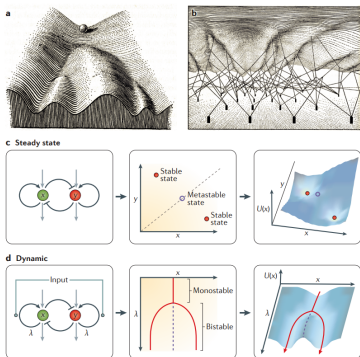 a
b
c Steady state
x
y
Stable
state
Metastable
state
Stable
state
y
x
y
U(x)
x
d Dynamic
Input
x
y
λ
λ
Monostable
Bistable
λ
x
U(x)
x
λ